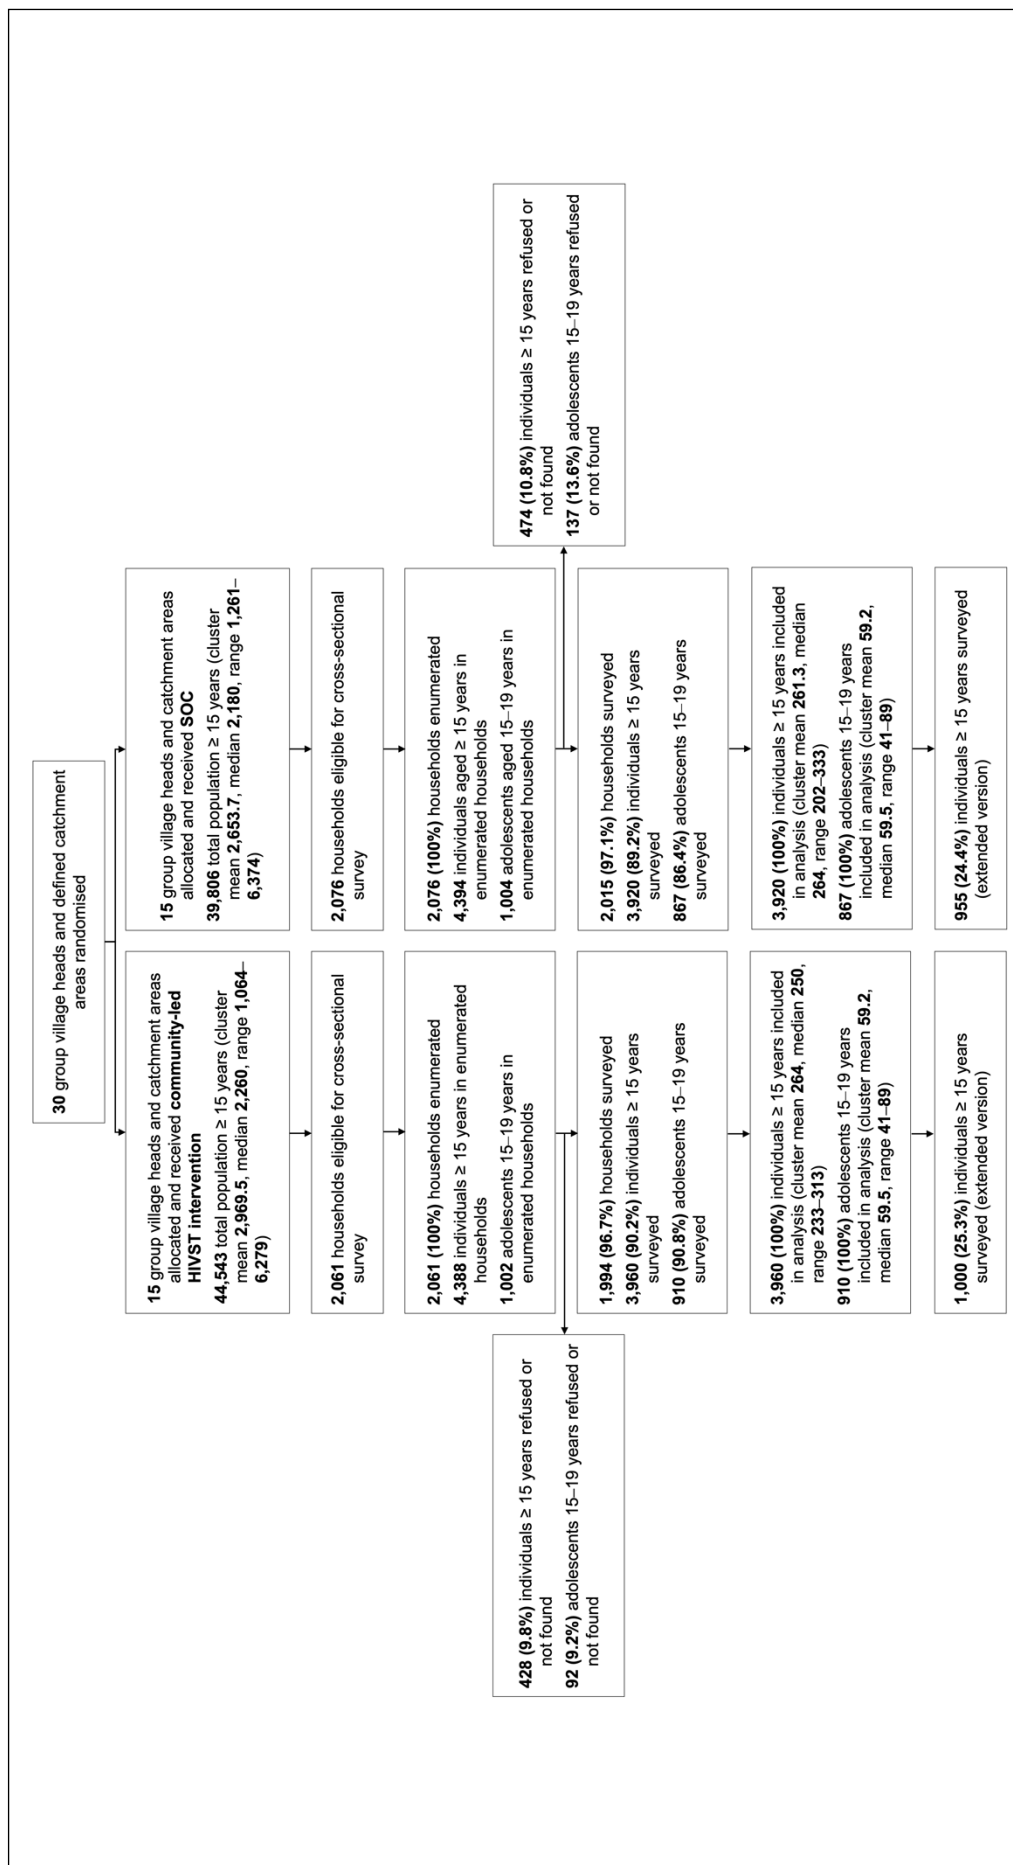 30 group village heads and defined catchment
areas randomised
15 group village heads and catchment areas
allocated and received community-led
HIVST intervention
44,543 total population ≥ 15 years (cluster
mean 2,969.5, median 2,260, range 1,064–
6,279)
15 group village heads and catchment areas
allocated and received SOC
39,806 total population ≥ 15 years (cluster
mean 2,653.7, median 2,180, range 1,261–
6,374)
2,061 households eligible for cross-sectional
survey
2,076 households eligible for cross-sectional
survey
2,061 (100%) households enumerated
4,388 individuals ≥ 15 years in enumerated
households
1,002 adolescents 15–19 years in
enumerated households
2,076 (100%) households enumerated
4,394 individuals aged ≥ 15 years in
enumerated households
1,004 adolescents aged 15–19 years in
enumerated households
428 (9.8%) individuals ≥ 15 years refused or
not found
92 (9.2%) adolescents 15–19 years refused or
not found
474 (10.8%) individuals ≥ 15 years refused or
not found
137 (13.6%) adolescents 15–19 years refused
or not found
1,994 (96.7%) households surveyed
3,960 (90.2%) individuals ≥ 15 years
surveyed
910 (90.8%) adolescents 15–19 years
surveyed
2,015 (97.1%) households surveyed
3,920 (89.2%) individuals ≥ 15 years
surveyed
867 (86.4%) adolescents 15–19 years
surveyed
3,960 (100%) individuals ≥ 15 years included
in analysis (cluster mean 264, median 250,
range 233–313)
910 (100%) adolescents 15–19 years
included in analysis (cluster mean 59.2,
median 59.5, range 41–89)
3,920 (100%) individuals ≥ 15 years included
in analysis (cluster mean 261.3, median
264, range 202–333)
867 (100%) adolescents 15–19 years
included in analysis (cluster mean 59.2,
median 59.5, range 41–89)
1,000 (25.3%) individuals ≥ 15 years
surveyed (extended version)
955 (24.4%) individuals ≥ 15 years surveyed
(extended version)